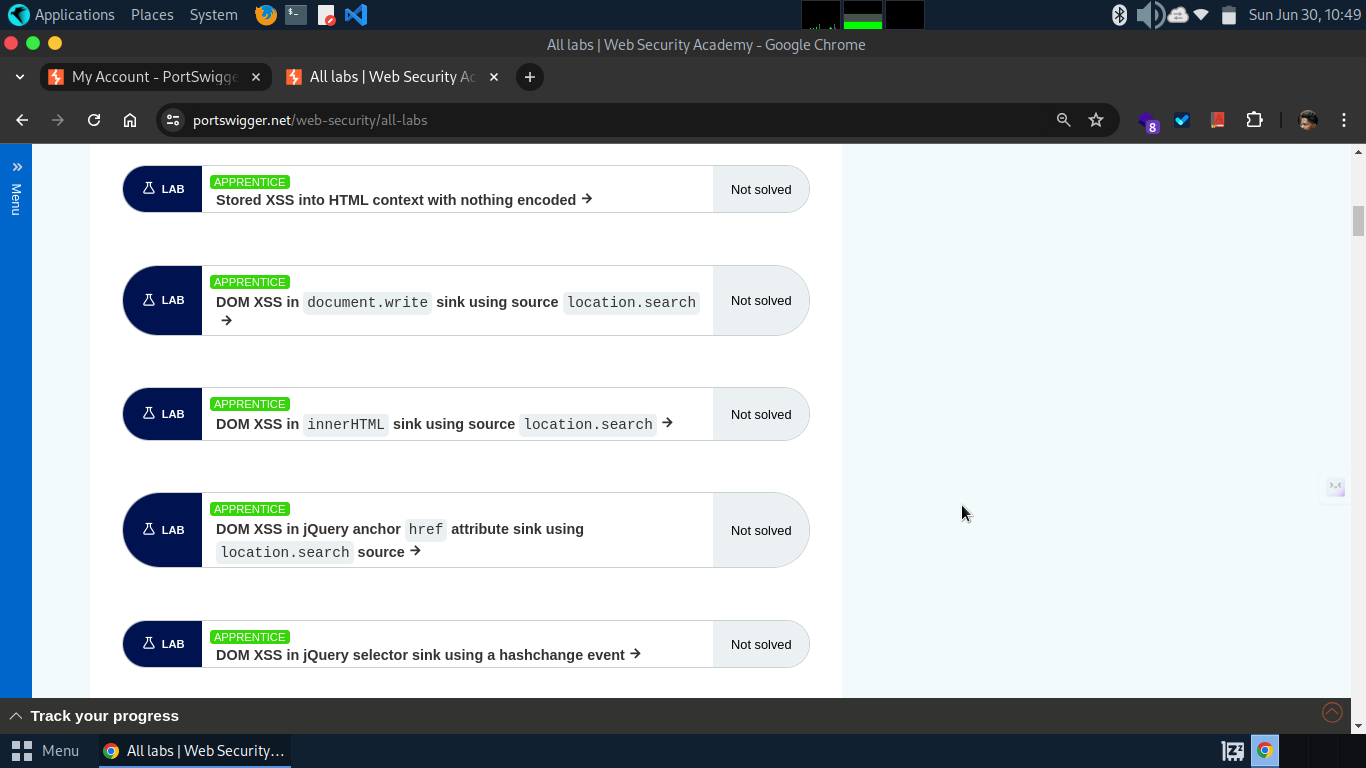 Applications Places System Sun Jun 30, 10:49
All labs | Web Security Academy - Google Chrome
My Account - PortSwigge All labs | Web Security Ac
portswigger.net/web-security/all-labs
8
Menu
LAB
APPRENTICE
Stored XSS into HTML context with nothing encoded
Not solved
LAB
APPRENTICE
DOM XSS in document.write sink using source location.search
Not solved
LAB
APPRENTICE
DOM XSS in innerHTML sink using source location.search
Not solved
LAB
APPRENTICE
DOM XSS in jQuery anchor href attribute sink using
location.search source
Not solved
LAB
APPRENTICE
DOM XSS in jQuery selector sink using a hashchange event
Not solved
Track your progress
Menu All labs | Web Security...